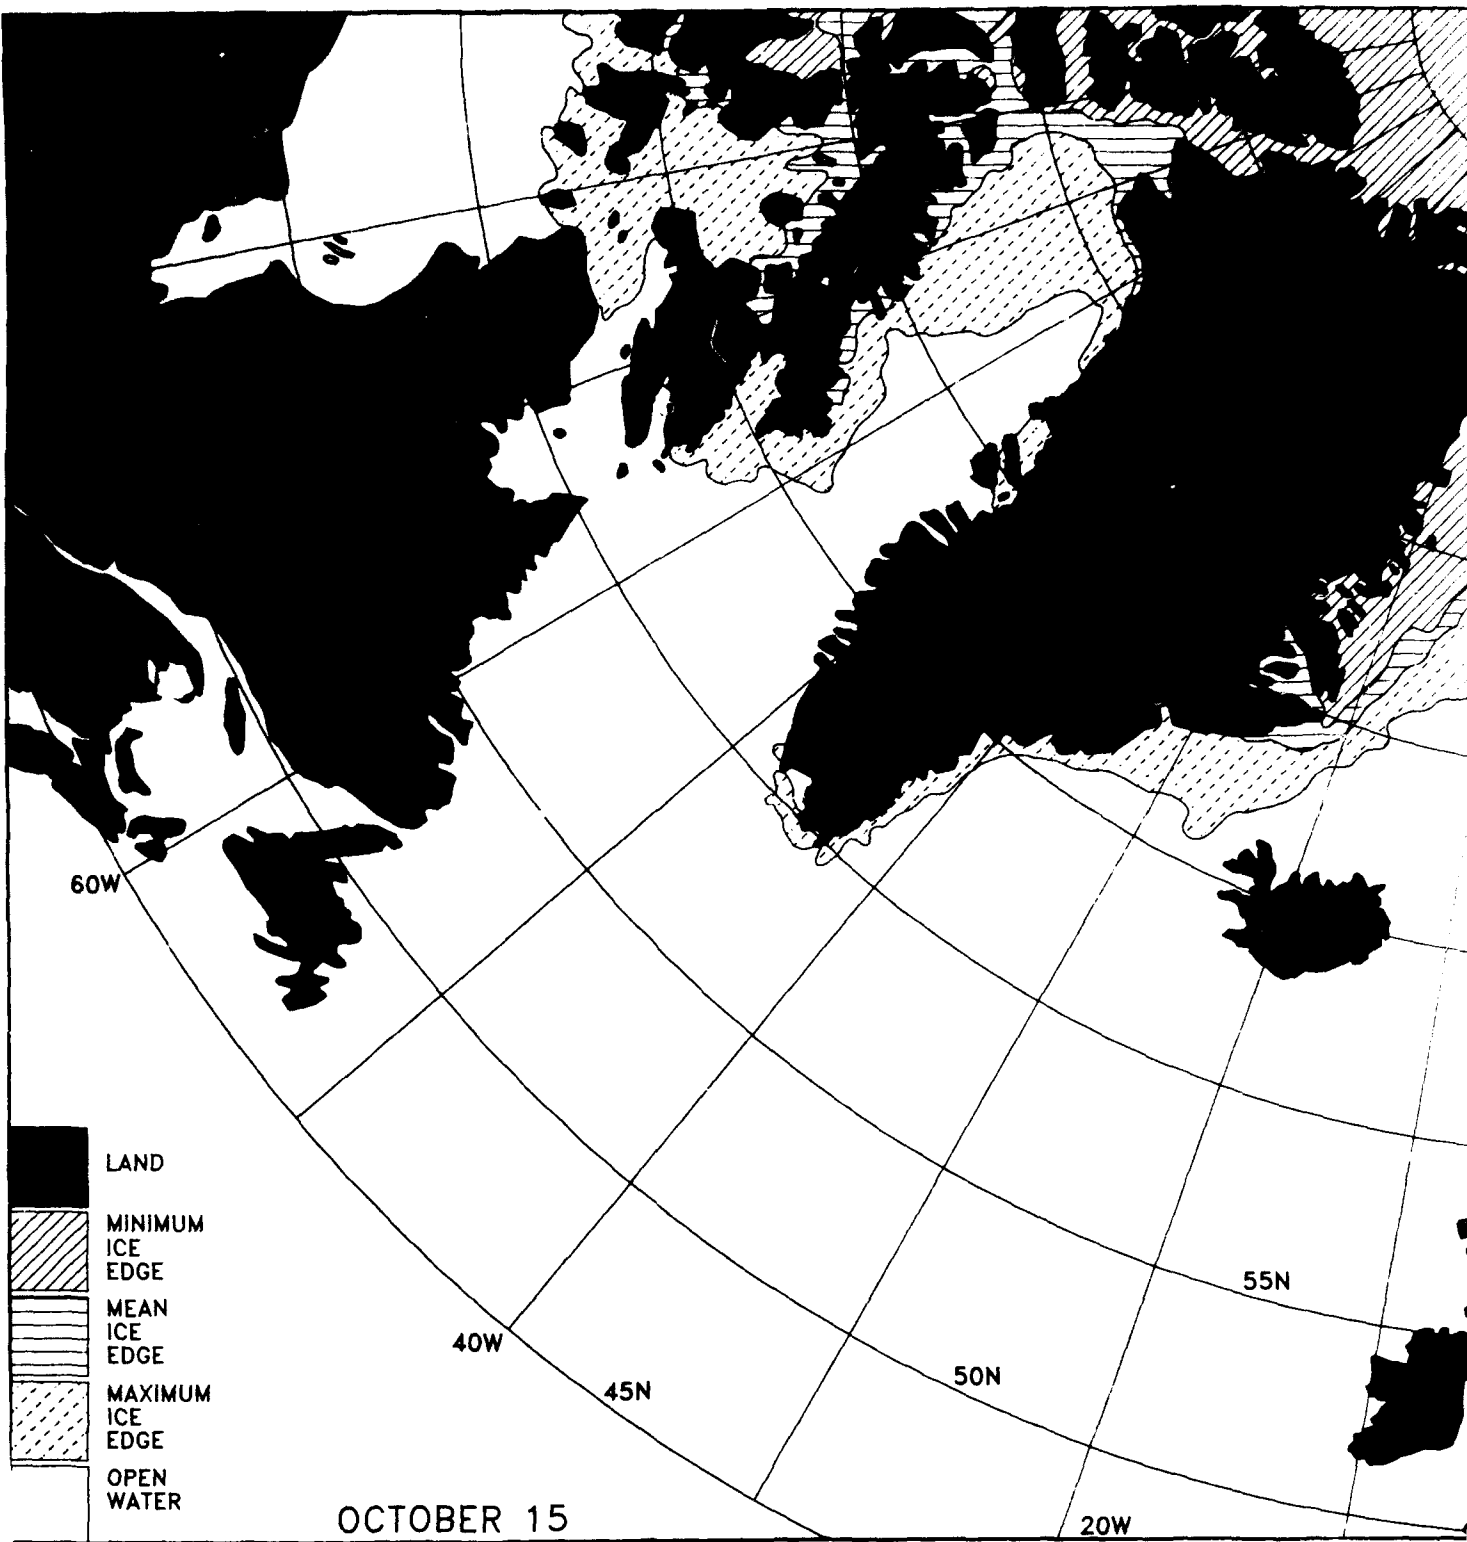 60W
LAND
MINIMUM
ICE
EDGE
MEAN
ICE
EDGE
MAXIMUM
ICE
EDGE
OPEN
WATER
40W
45N
50N
55N
20W
OCTOBER 15